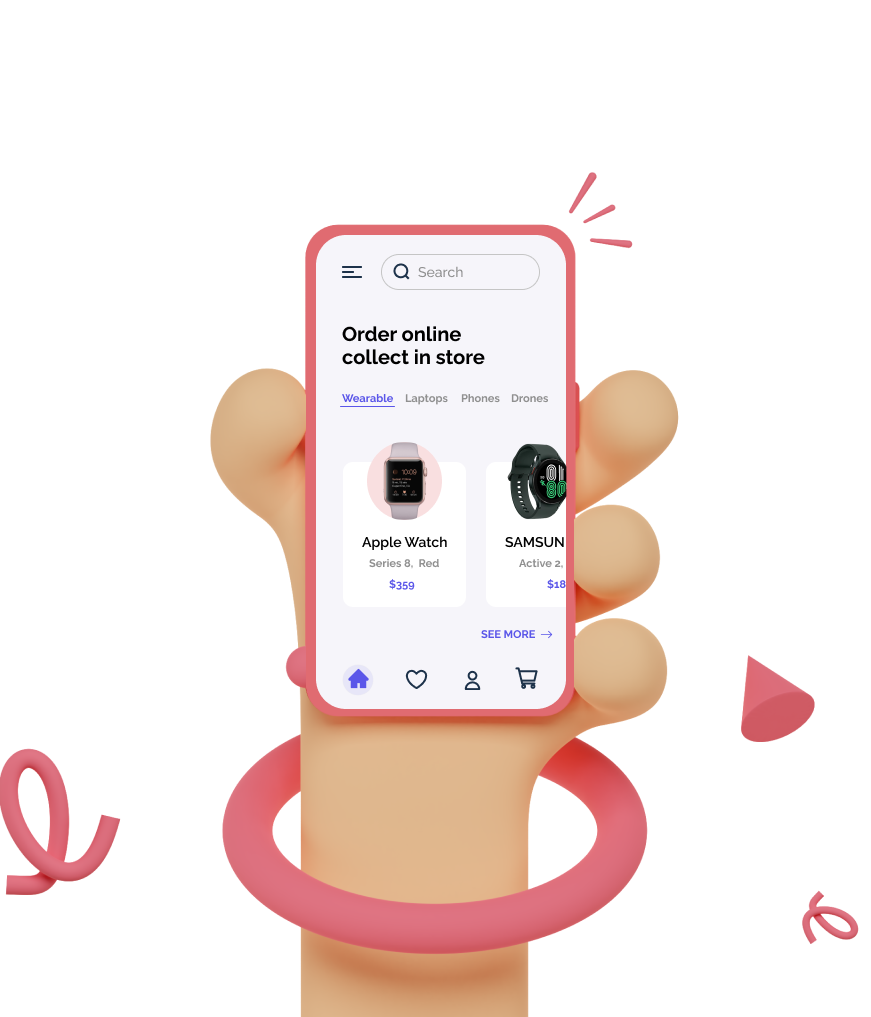 Search
Order online
collect in store
Wearable Laptops Phones Drones
10:09
Apple Watch
Series 8, Red
$359
SAMSUN
Active 2,
$18
SEE MORE